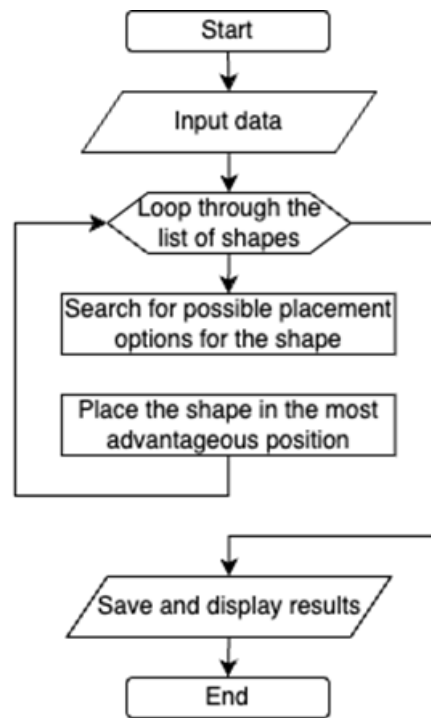 Start
Input data
Loop through the
list of shapes
Search for possible placement
options for the shape
Place the shape in the most
advantageous position
Save and display results
End